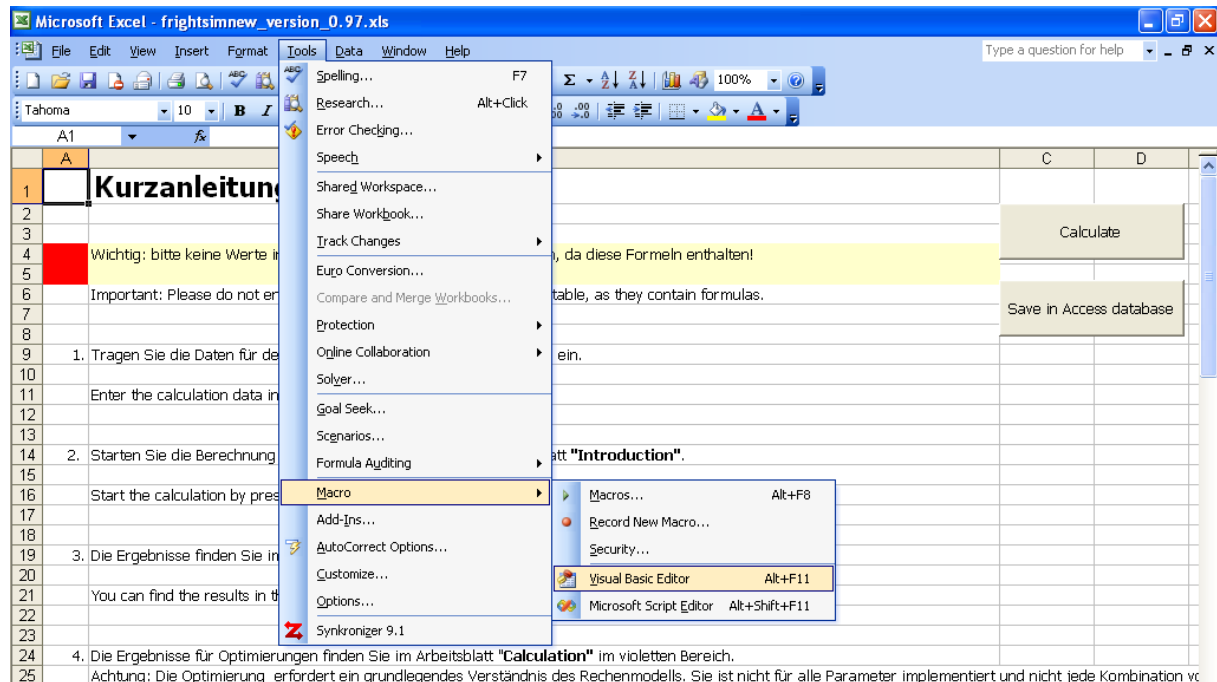 Microsoft Excel - frightsimnew_version_0.97.xls
File Edit View Insert Format Tools Data Window Help Type a question for help
100%
Tahoma 10 B I
A1 fx
A C D
1 Kurzanleitung
2
3
4 Wichtig: bitte keine Werte i , da diese Formeln enthalten!
5
6 Important: Please do not en table, as they contain formulas.
7
8
9 1. Tragen Sie die Daten für de ein.
10
11 Enter the calculation data in
12
13
14 2. Starten Sie die Berechnung att "Introduction".
15
16 Start the calculation by pres
17
18
19 3. Die Ergebnisse finden Sie in
20
21 You can find the results in t
22
23
24 4. Die Ergebnisse für Optimierungen finden Sie im Arbeitsblatt "Calculation" im violetten Bereich.
25 Achtung: Die Optimierung erfordert ein grundlegendes Verständnis des Rechenmodells. Sie ist nicht für alle Parameter implementiert und nicht jede Kombination vo
Calculate
Save in Access database
Spelling... F7
Research... Alt+Click
Error Checking...
Speech
Shared Workspace...
Share Workbook...
Track Changes
Euro Conversion...
Compare and Merge Workbooks...
Protection
Online Collaboration
Solver...
Goal Seek...
Scenarios...
Formula Auditing
Macro
Add-Ins...
AutoCorrect Options...
Customize...
Options...
Synkronizer 9.1
Macros... Alt+F8
Record New Macro...
Security...
Visual Basic Editor Alt+F11
Microsoft Script Editor Alt+Shift+F11